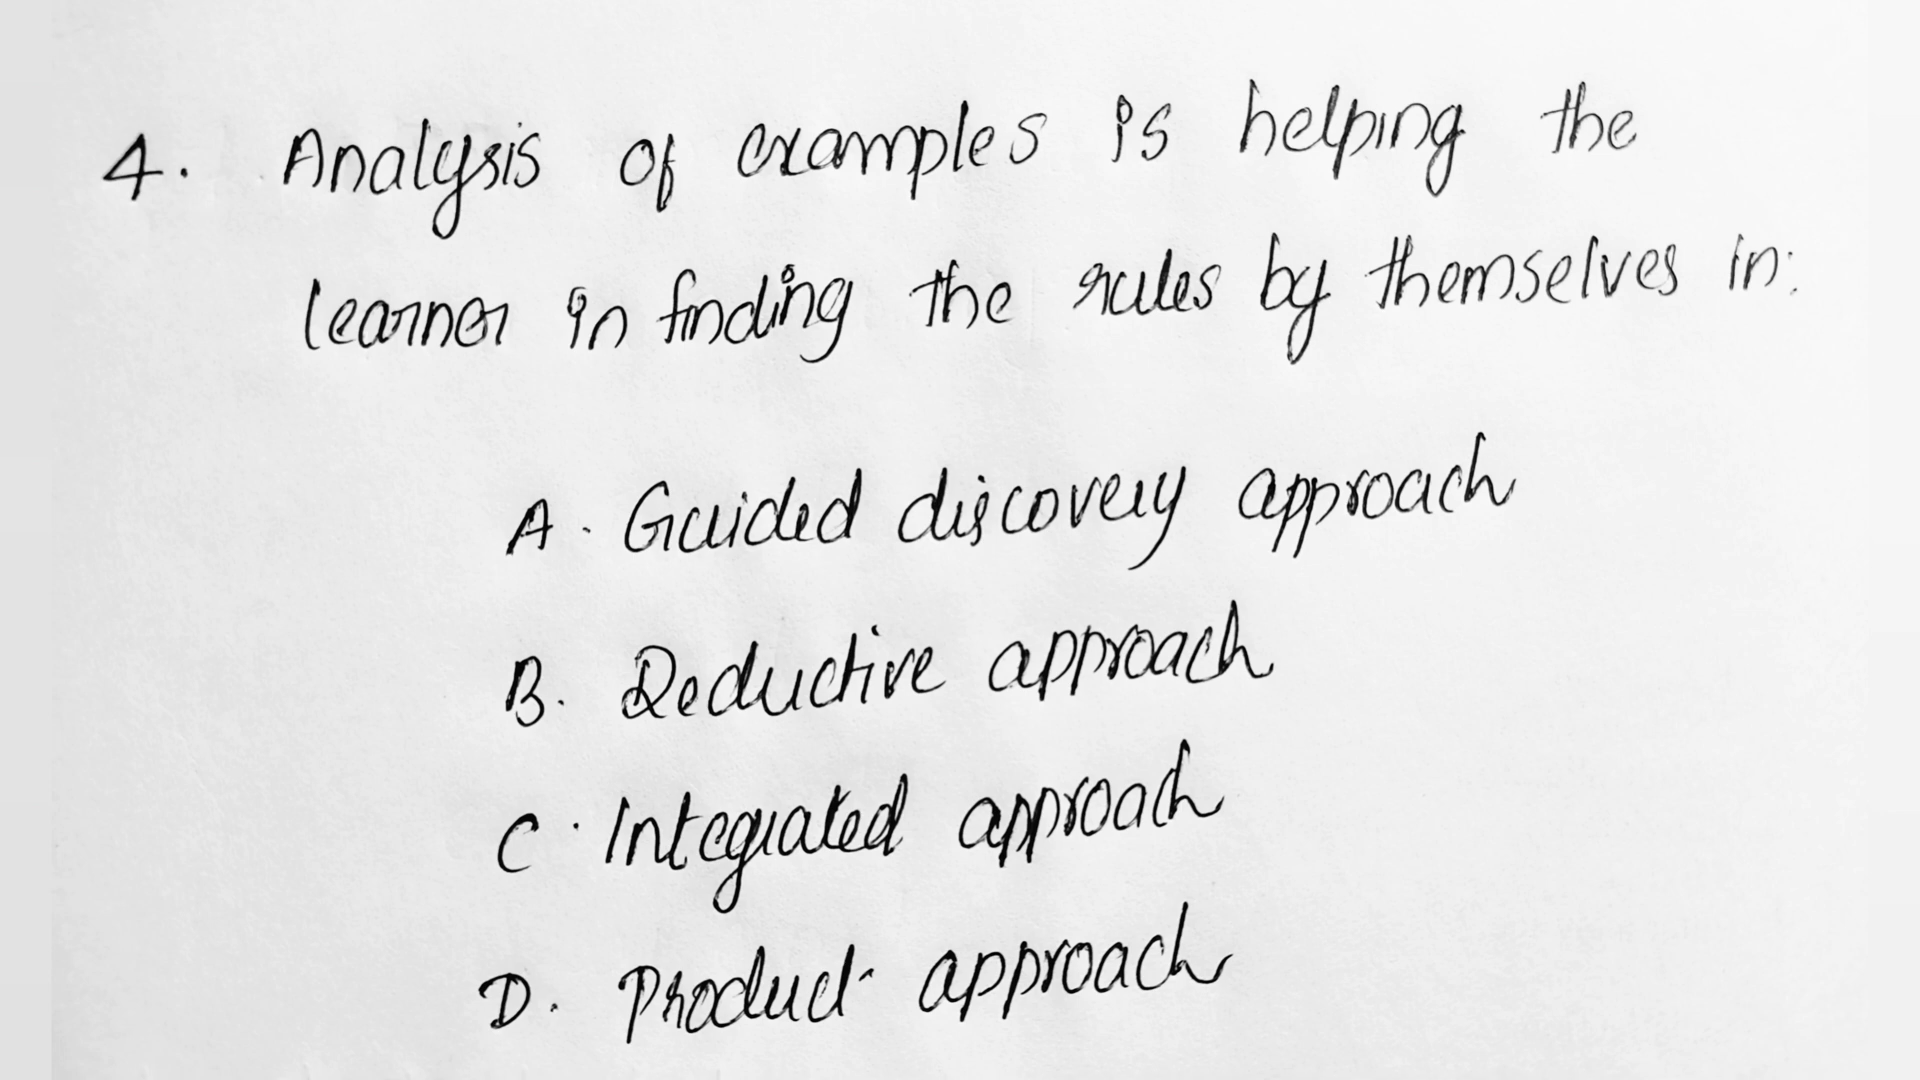 4. Analysis of examples is helping the
learner in finding the rules by themselves in:
A. Guided discovery approach
B. Deductive approach
C. Integrated approach
D. Product approach